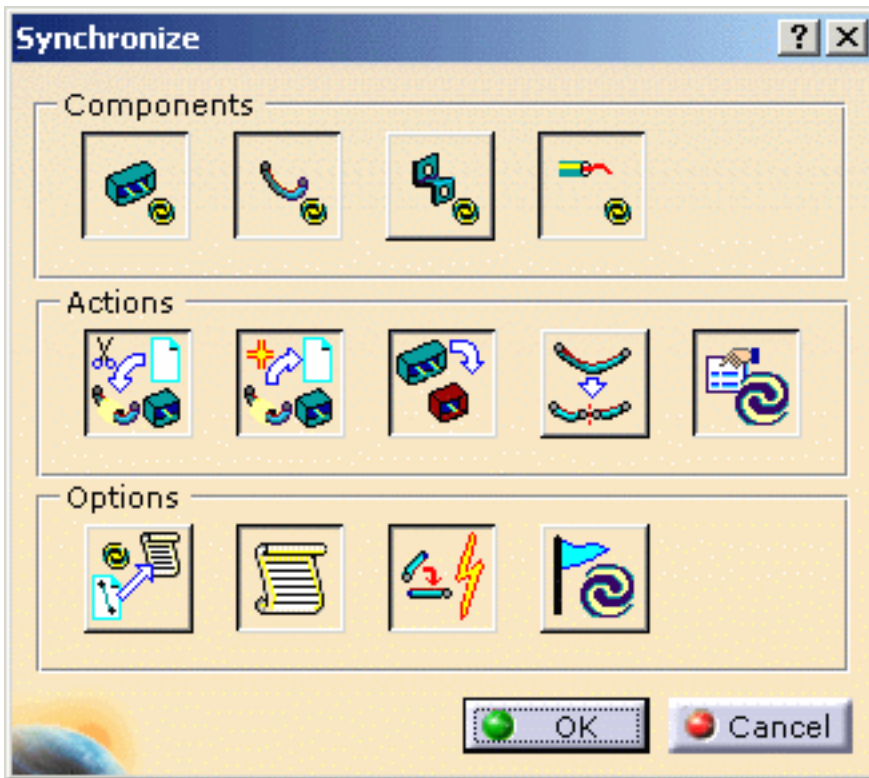 Synchronize
Components
Actions
Options
OK
Cancel